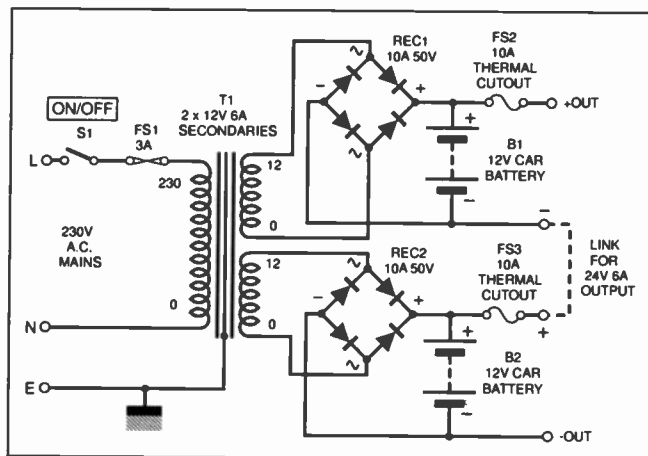 ON/OFF
S1
FS1
3A
L
230V
A.C.
MAINS
N
E
230
0
T1
2 x 12V 6A
SECONDARIES
12
0
12
0
REC1
10A 50V
~
~
-
+
FS2
10A
THERMAL
CUTOUT
+OUT
+
B1
12V CAR
BATTERY
-
-
REC2
10A 50V
~
~
-
+
FS3
10A
THERMAL
CUTOUT
+
LINK
FOR
24V 6A
OUTPUT
+
B2
12V CAR
BATTERY
-
-OUT